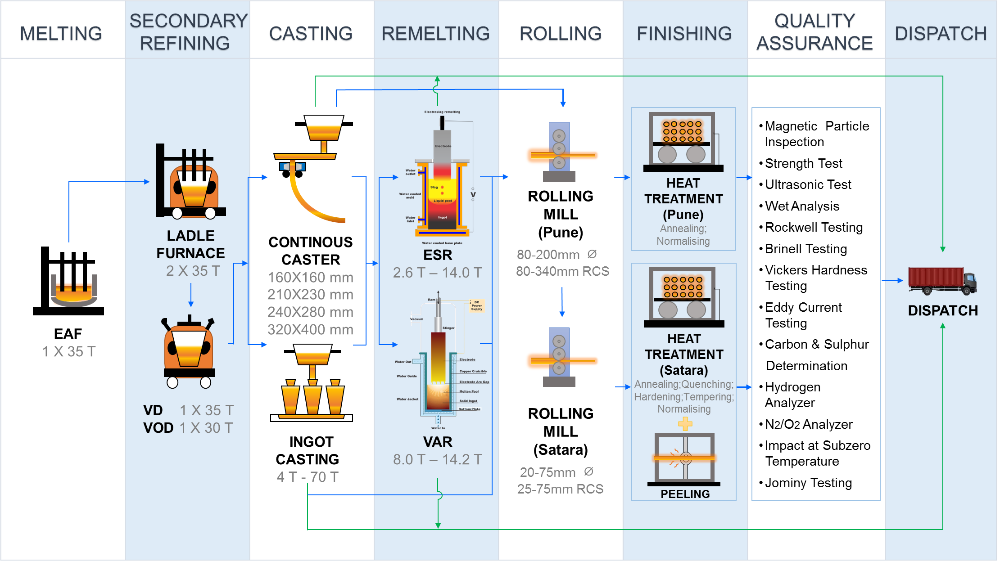 MELTING
SECONDARY
REFINING
CASTING
REMELTING
ROLLING
FINISHING
QUALITY
ASSURANCE
DISPATCH
EAF
1 X 35 T
LADLE
FURNACE
2 X 35 T
VD 1 X 35 T
VOD 1 X 30 T
CONTINOUS
CASTER
160X160 mm
210X230 mm
240X280 mm
320X400 mm
INGOT
CASTING
4 T - 70 T
Electroslag remelting
Electrode
Water
outlet
Slag
Water cooled
mold
Liquid pool
V
Water
Inlet
Ingot
Water cooled base plate
ESR
2.6 T – 14.0 T
Ram
- 
+
DC
Power
Supply
Vacuum
Stinger
Water Out
Electrode
Copper Cruicible
Water Guide
Electrode Arc Gap
Molten Pool
Water Jacket
Solid Ingot
Bottom Plate
Water In
VAR
8.0 T – 14.2 T
ROLLING
MILL
(Pune)
80-200mm ∅
80-340mm RCS
ROLLING
MILL
(Satara)
20-75mm ∅
25-75mm RCS
HEAT
TREATMENT
(Pune)
Annealing;
Normalising
HEAT
TREATMENT
(Satara)
Annealing;Quenching;
Hardening;Tempering;
Normalising
PEELING
•Magnetic Particle
Inspection
•Strength Test
•Ultrasonic Test
•Wet Analysis
•Rockwell Testing
•Brinell Testing
•Vickers Hardness
Testing
•Eddy Current
Testing
•Carbon & Sulphur
Determination
•Hydrogen
Analyzer
•N2/O2 Analyzer
•Impact at Subzero
Temperature
•Jominy Testing
DISPATCH